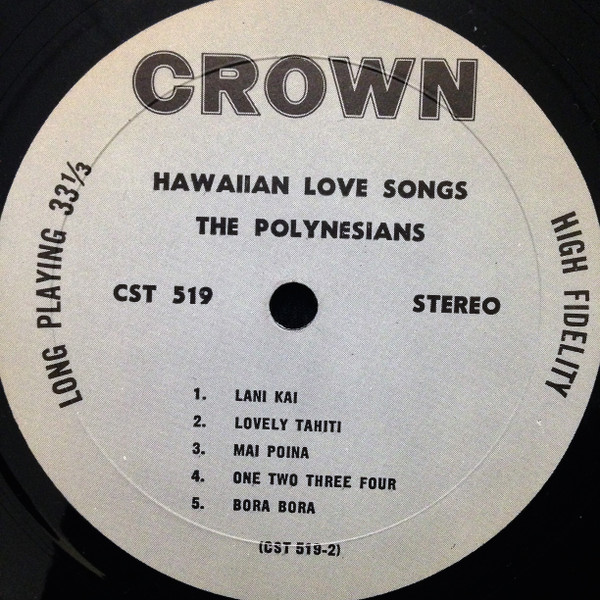 CROWN
HAWAIIAN LOVE SONGS
THE POLYNESIANS
LONG PLAYING 33⅓
HIGH FIDELITY
CST 519
STEREO
1. LANI KAI
2. LOVELY TAHITI
3. MAI POINA
4. ONE TWO THREE FOUR
5. BORA BORA
(CST 519-2)